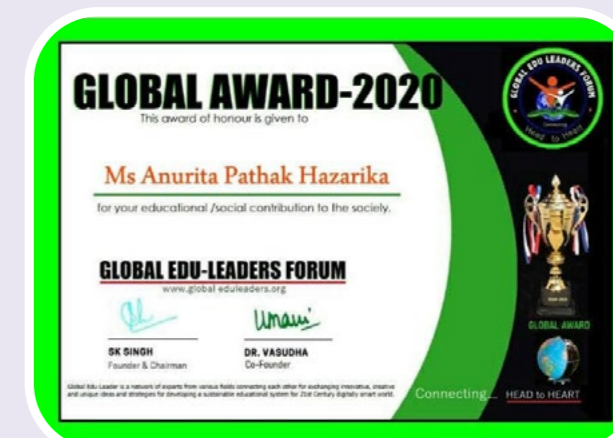 GLOBAL AWARD-2020
This award of honour is given to
Ms Anurita Pathak Hazarika
for your educational /social contribution to the society.
GLOBAL EDU-LEADERS FORUM
www.global eduleaders.org
SK SINGH
Founder & Chairman
Umani
DR. VASUDHA
Co-Founder
Global Edu Leader is a network of experts from various fields connecting each other for exchanging innovative, creative
and unique ideas and strategies for developing a sustainable educational system for 21st Century digitally smart world.
GLOBAL EDU LEADERS FORUM
Connecting
Head to Heart
GLOBAL AWARD
Connecting... HEAD to HEART